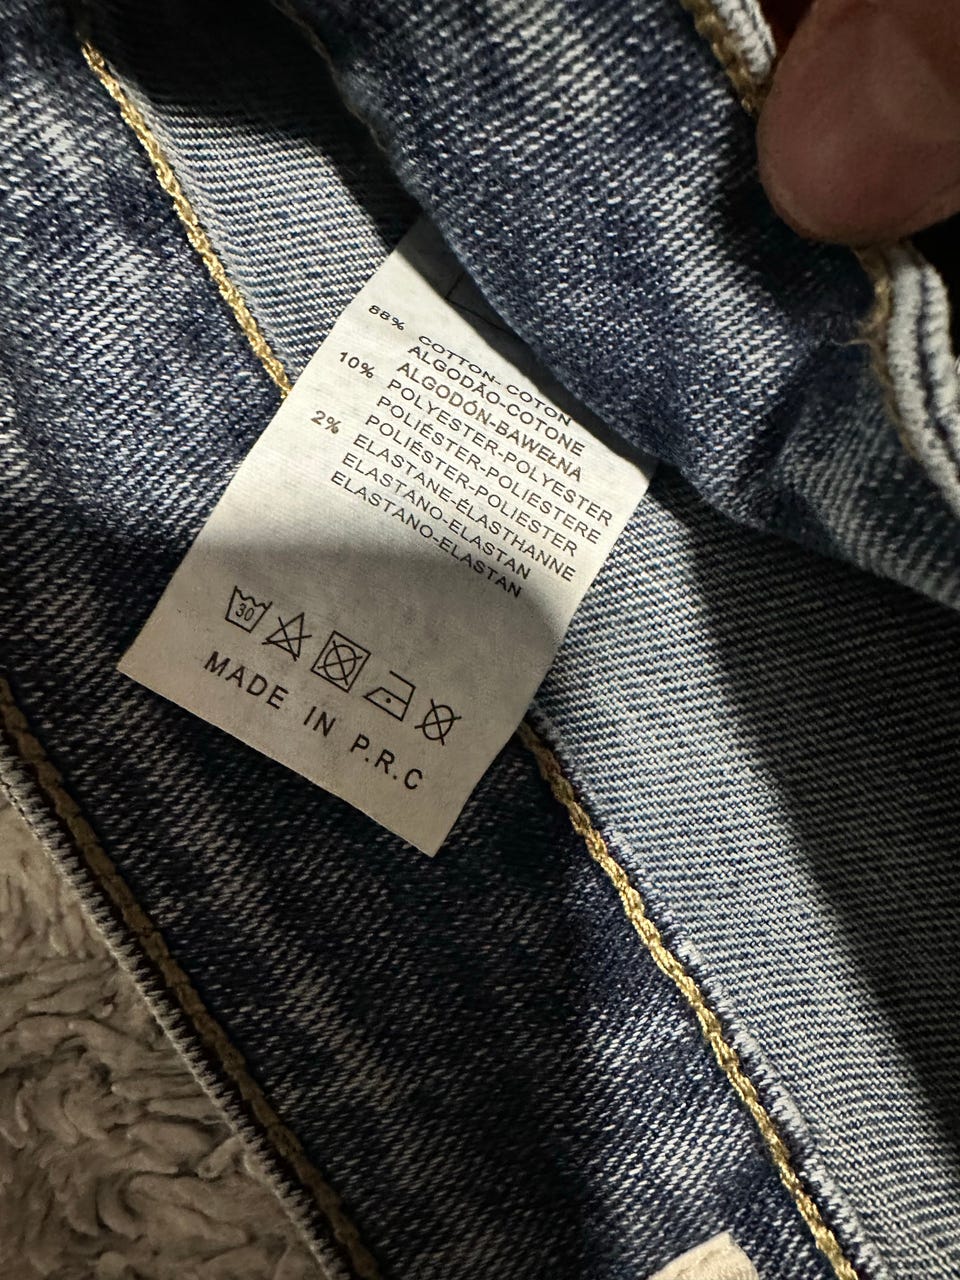 88% COTTON- COTON
ALGODÃO-COTONE
ALGODÓN-BAWEŁNA
10% POLYESTER-POLYESTER
POLIÉSTER-POLIESTERE
POLIÉSTER-POLIESTER
2% ELASTANE-ÉLASTHANNE
ELASTANO-ELASTAN
ELASTANO-ELASTAN
30
MADE IN P.R.C